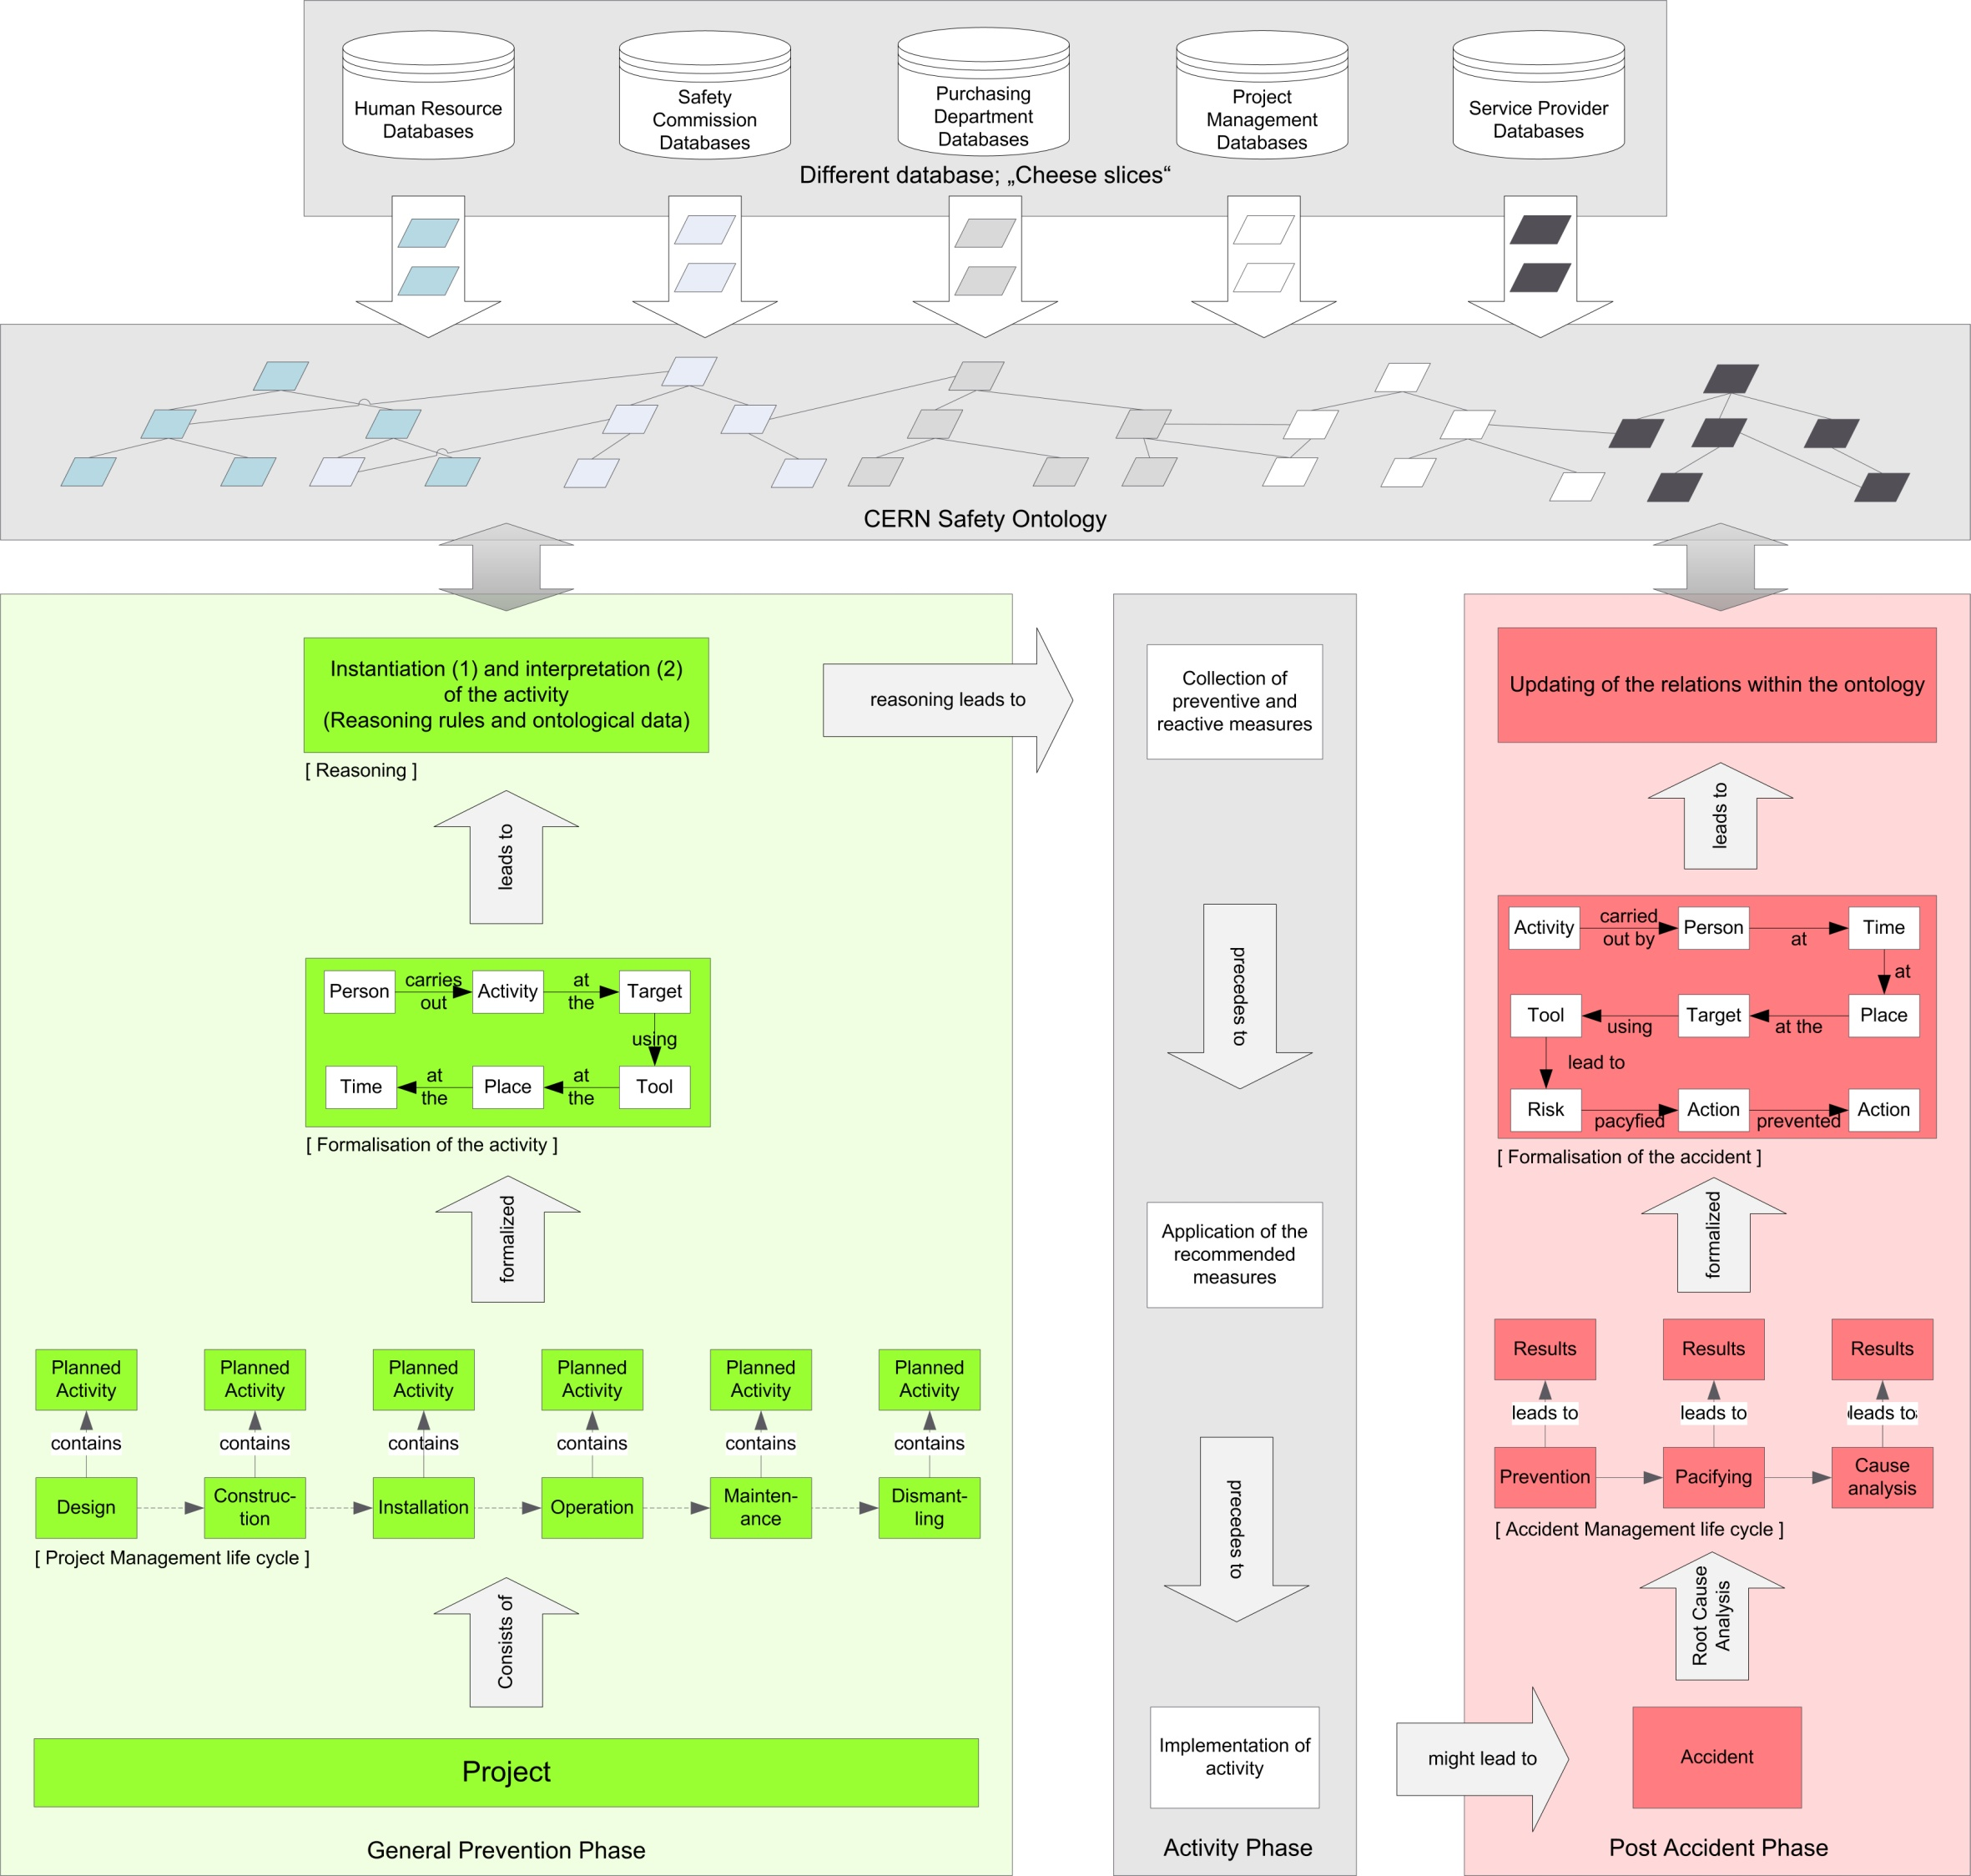 Human Resource
Databases
Safety
Commission
Databases
Purchasing
Department
Databases
Project
Management
Databases
Service Provider
Databases
Different database; „Cheese slices“
CERN Safety Ontology
Instantiation (1) and interpretation (2)
of the activity
(Reasoning rules and ontological data)
[ Reasoning ]
leads to
Person
carries
out
Activity
at
the
Target
using
Time
at
the
Place
at
the
Tool
[ Formalisation of the activity ]
formalized
Planned
Activity
Planned
Activity
Planned
Activity
Planned
Activity
Planned
Activity
Planned
Activity
contains
contains
contains
contains
contains
contains
Design
Construc-
tion
Installation
Operation
Mainten-
ance
Dismant-
ling
[ Project Management life cycle ]
Consists of
Project
General Prevention Phase
reasoning leads to
Collection of
preventive and
reactive measures
precedes to
Application of the
recommended
measures
precedes to
Implementation of
activity
Activity Phase
might lead to
Updating of the relations within the ontology
leads to
Activity
carried
out by
Person
at
Time
at
Tool
using
Target
at the
Place
lead to
Risk
pacyfied
Action
prevented
Action
[ Formalisation of the accident ]
formalized
Results
Results
Results
leads to
leads to
leads to
Prevention
Pacifying
Cause
analysis
[ Accident Management life cycle ]
Root Cause
Analysis
Accident
Post Accident Phase